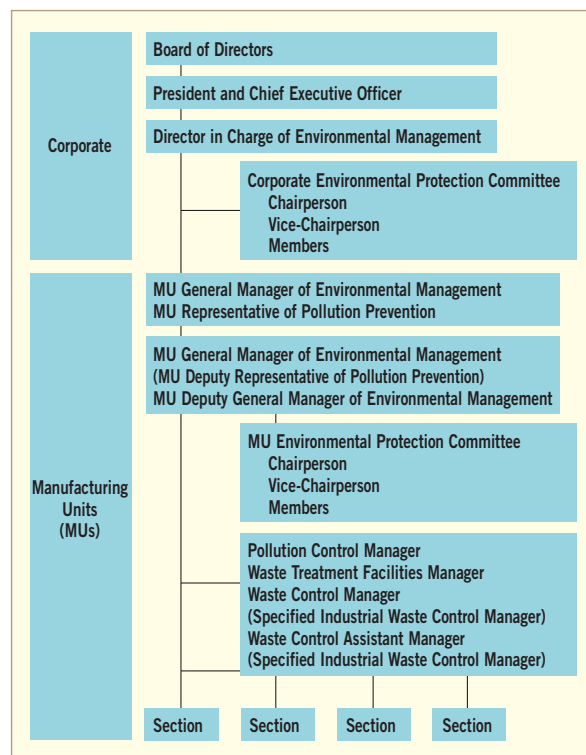 Corporate
Board of Directors
President and Chief Executive Officer
Director in Charge of Environmental Management
Corporate Environmental Protection Committee
Chairperson
Vice-Chairperson
Members
Manufacturing
Units
(MUs)
MU General Manager of Environmental Management
MU Representative of Pollution Prevention
MU General Manager of Environmental Management
(MU Deputy Representative of Pollution Prevention)
MU Deputy General Manager of Environmental Management
MU Environmental Protection Committee
Chairperson
Vice-Chairperson
Members
Pollution Control Manager
Waste Treatment Facilities Manager
Waste Control Manager
(Specified Industrial Waste Control Manager)
Waste Control Assistant Manager
(Specified Industrial Waste Control Manager)
Section
Section
Section
Section